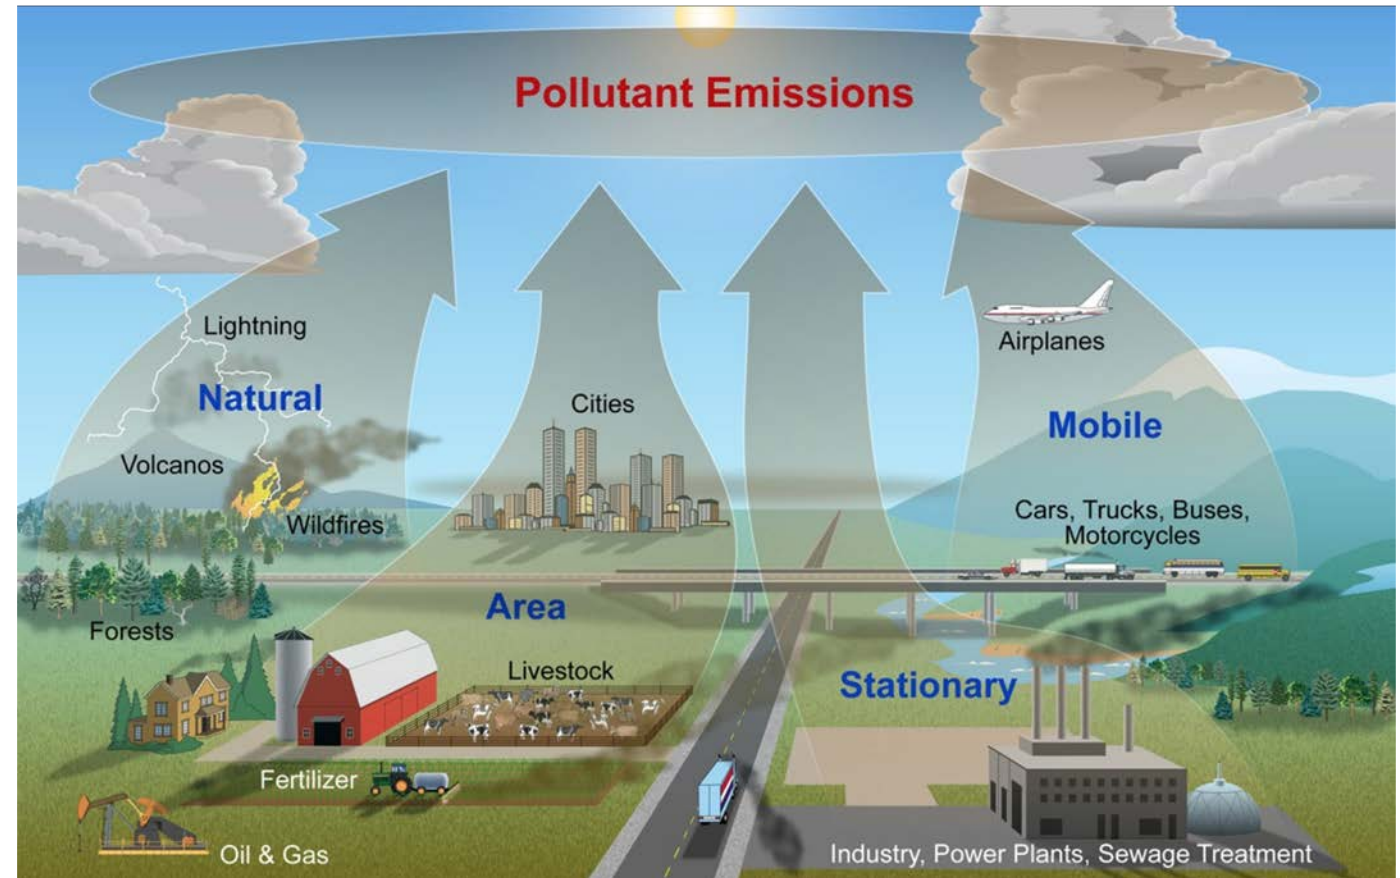 Pollutant Emissions
Lightning
Natural
Volcanos
Wildfires
Forests
Cities
Area
Livestock
Fertilizer
Oil & Gas
Airplanes
Mobile
Cars, Trucks, Buses,
Motorcycles
Stationary
Industry, Power Plants, Sewage Treatment